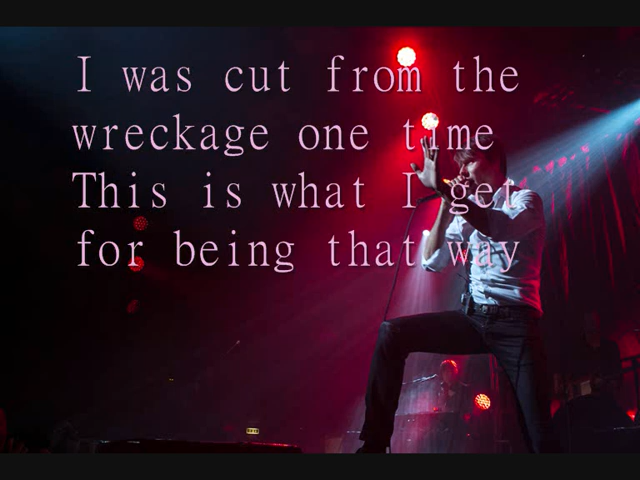 I was cut from the
wreckage one time
This is what I get
for being that way